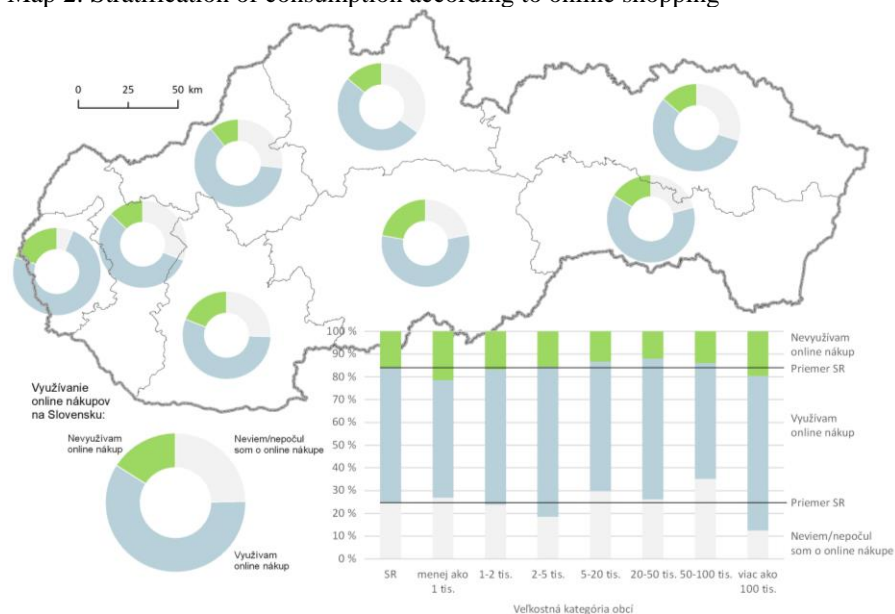 Map 2. Stratification of consumption according to online shopping
0 25 50 km
Využívanie
online nákupov
na Slovensku:
Nevyužívam
online nákup
Neviem/nepočul
som o online nákupe
Využívam
online nákup
100 %
90 %
80 %
70 %
60 %
50 %
40 %
30 %
20 %
10 %
0 %
Nevyužívam
online nákup
Priemer SR
Využívam
online nákup
Priemer SR
Neviem/nepočul
som o online nákupe
SR
menej ako
1 tis.
1-2 tis.
2-5 tis.
5-20 tis.
20-50 tis.
50-100 tis.
viac ako
100 tis.
Veľkostná kategória obcí